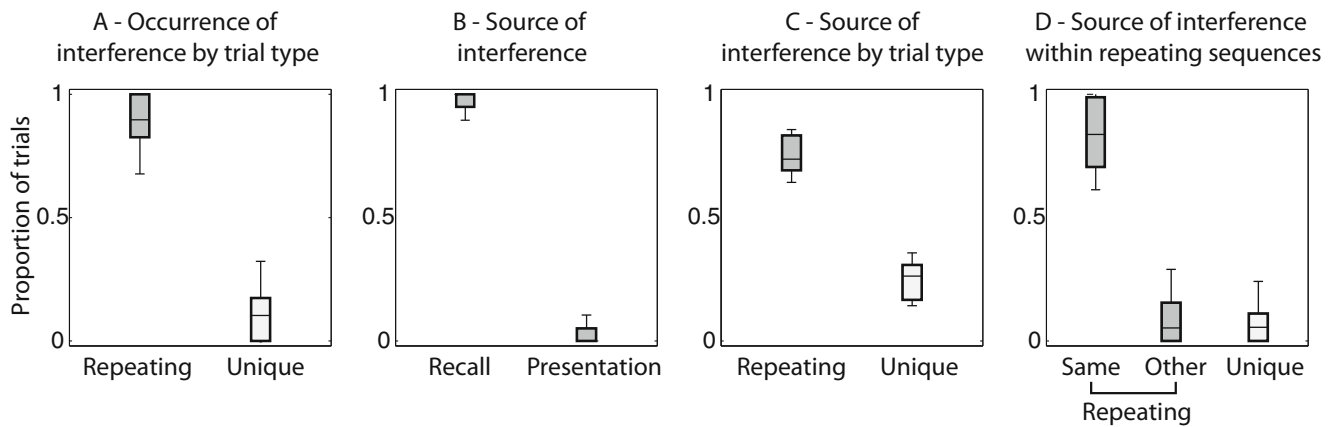 A - Occurrence of
interference by trial type
B - Source of
interference
C - Source of
interference by trial type
D - Source of interference
within repeating sequences
Proportion of trials
1
0.5
0
Repeating Unique
1
0.5
0
Recall Presentation
1
0.5
0
Repeating Unique
1
0.5
0
Same Other Unique
Repeating